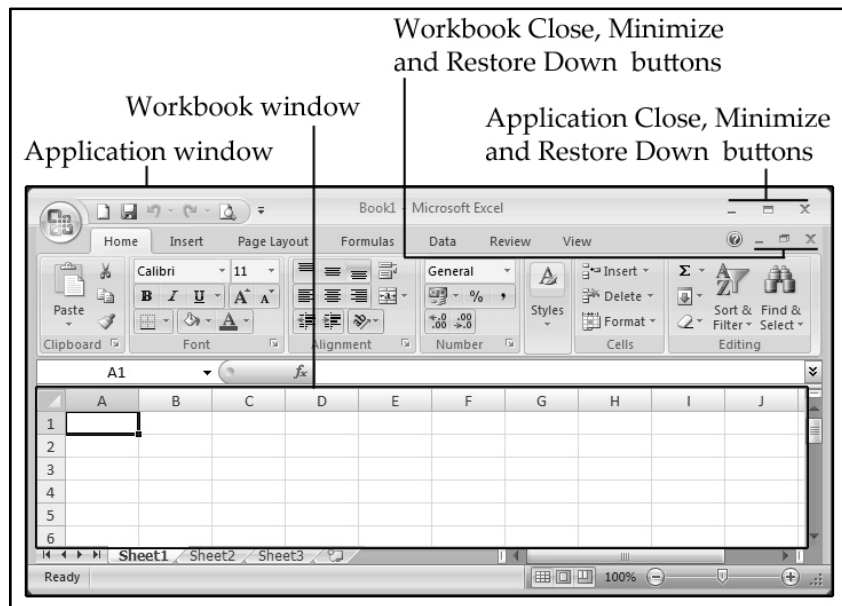 Workbook Close, Minimize
and Restore Down buttons
Workbook window
Application Close, Minimize
and Restore Down buttons
Application window
Book1 - Microsoft Excel
Home Insert Page Layout Formulas Data Review View
Calibri 11 General Insert Σ
B I U A A % , Delete
Paste Styles Sort & Find &
A .00 .00 Format Filter Select
Clipboard Font Alignment Number Cells Editing
A1 fx
A B C D E F G H I J
1
2
3
4
5
6
Sheet1 Sheet2 Sheet3
Ready 100%